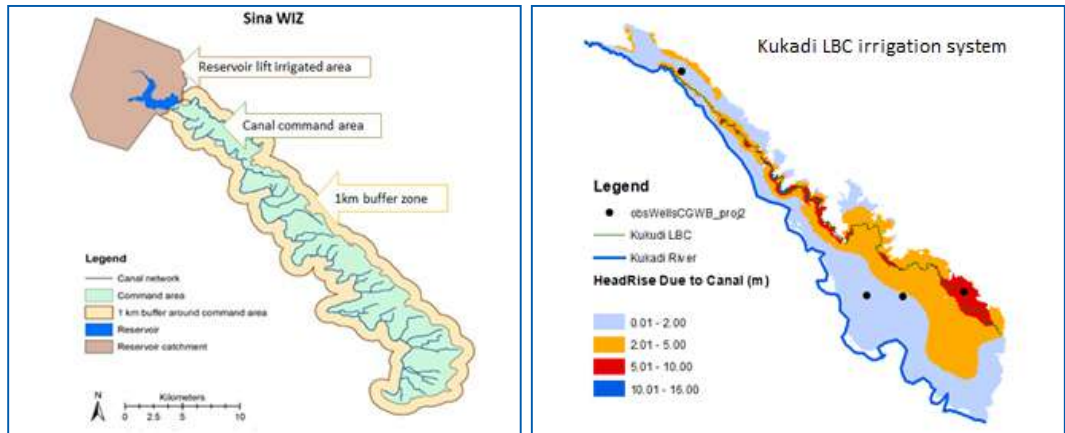 Sina WIZ
Reservoir lift irrigated area
Canal command area
1km buffer zone
Legend
Canal network
Command area
1 km buffer around command area
Reservoir
Reservoir catchment
N
Kilometers
0 2.5 5 10
Kukadi LBC irrigation system
Legend
obsWellsCGWB_proj2
Kukudi LBC
Kukadi River
HeadRise Due to Canal (m)
0.01 - 2.00
2.01 - 5.00
5.01 - 10.00
10.01 - 16.00